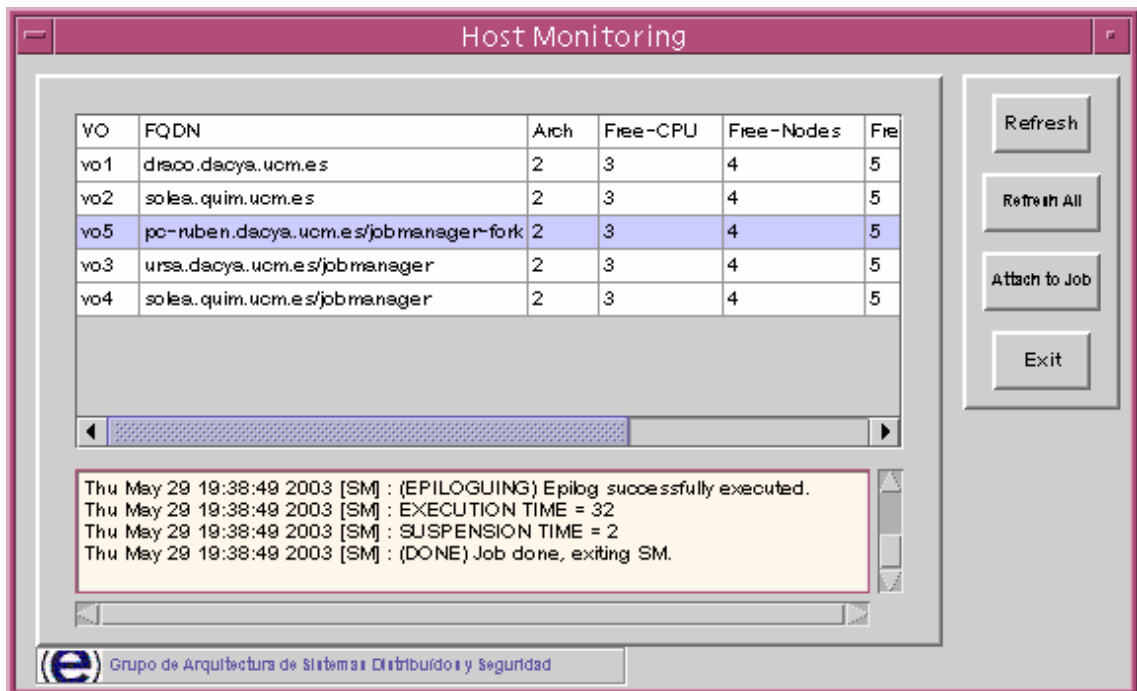 Host Monitoring
VO FQDN Arch Free-CPU Free-Nodes Fre
vo1 draco.dacya.ucm.es 2 3 4 5
vo2 solea.quim.ucm.es 2 3 4 5
vo5 pc-ruben.dacya.ucm.es/jobmanager-fork 2 3 4 5
vo3 ursa.dacya.ucm.es/jobmanager 2 3 4 5
vo4 solea.quim.ucm.es/jobmanager 2 3 4 5
Thu May 29 19:38:49 2003 [SM] : (EPILOGUING) Epilog successfully executed.
Thu May 29 19:38:49 2003 [SM] : EXECUTION TIME = 32
Thu May 29 19:38:49 2003 [SM] : SUSPENSION TIME = 2
Thu May 29 19:38:49 2003 [SM] : (DONE) Job done, exiting SM.
Refresh
Refresh All
Attach to Job
Exit
(e) Grupo de Arquitectura de Sistemas Distribuídos y Seguridad